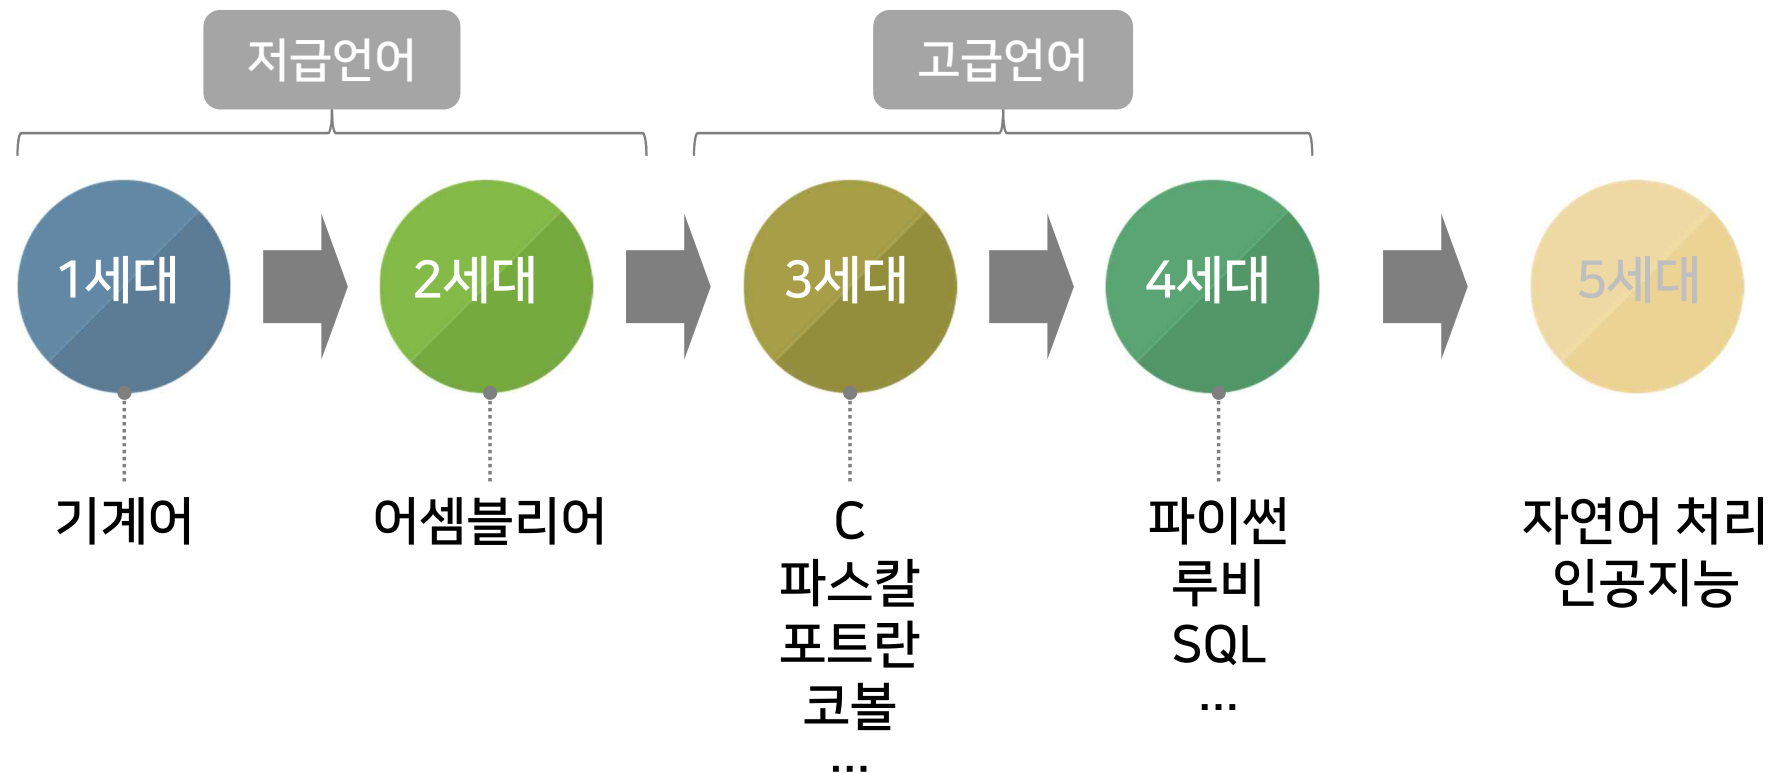 저급언어
고급언어
1세대
2세대
3세대
4세대
5세대
기계어
어셈블리어
C
파스칼
포트란
코볼
...
파이썬
루비
SQL
...
자연어 처리
인공지능